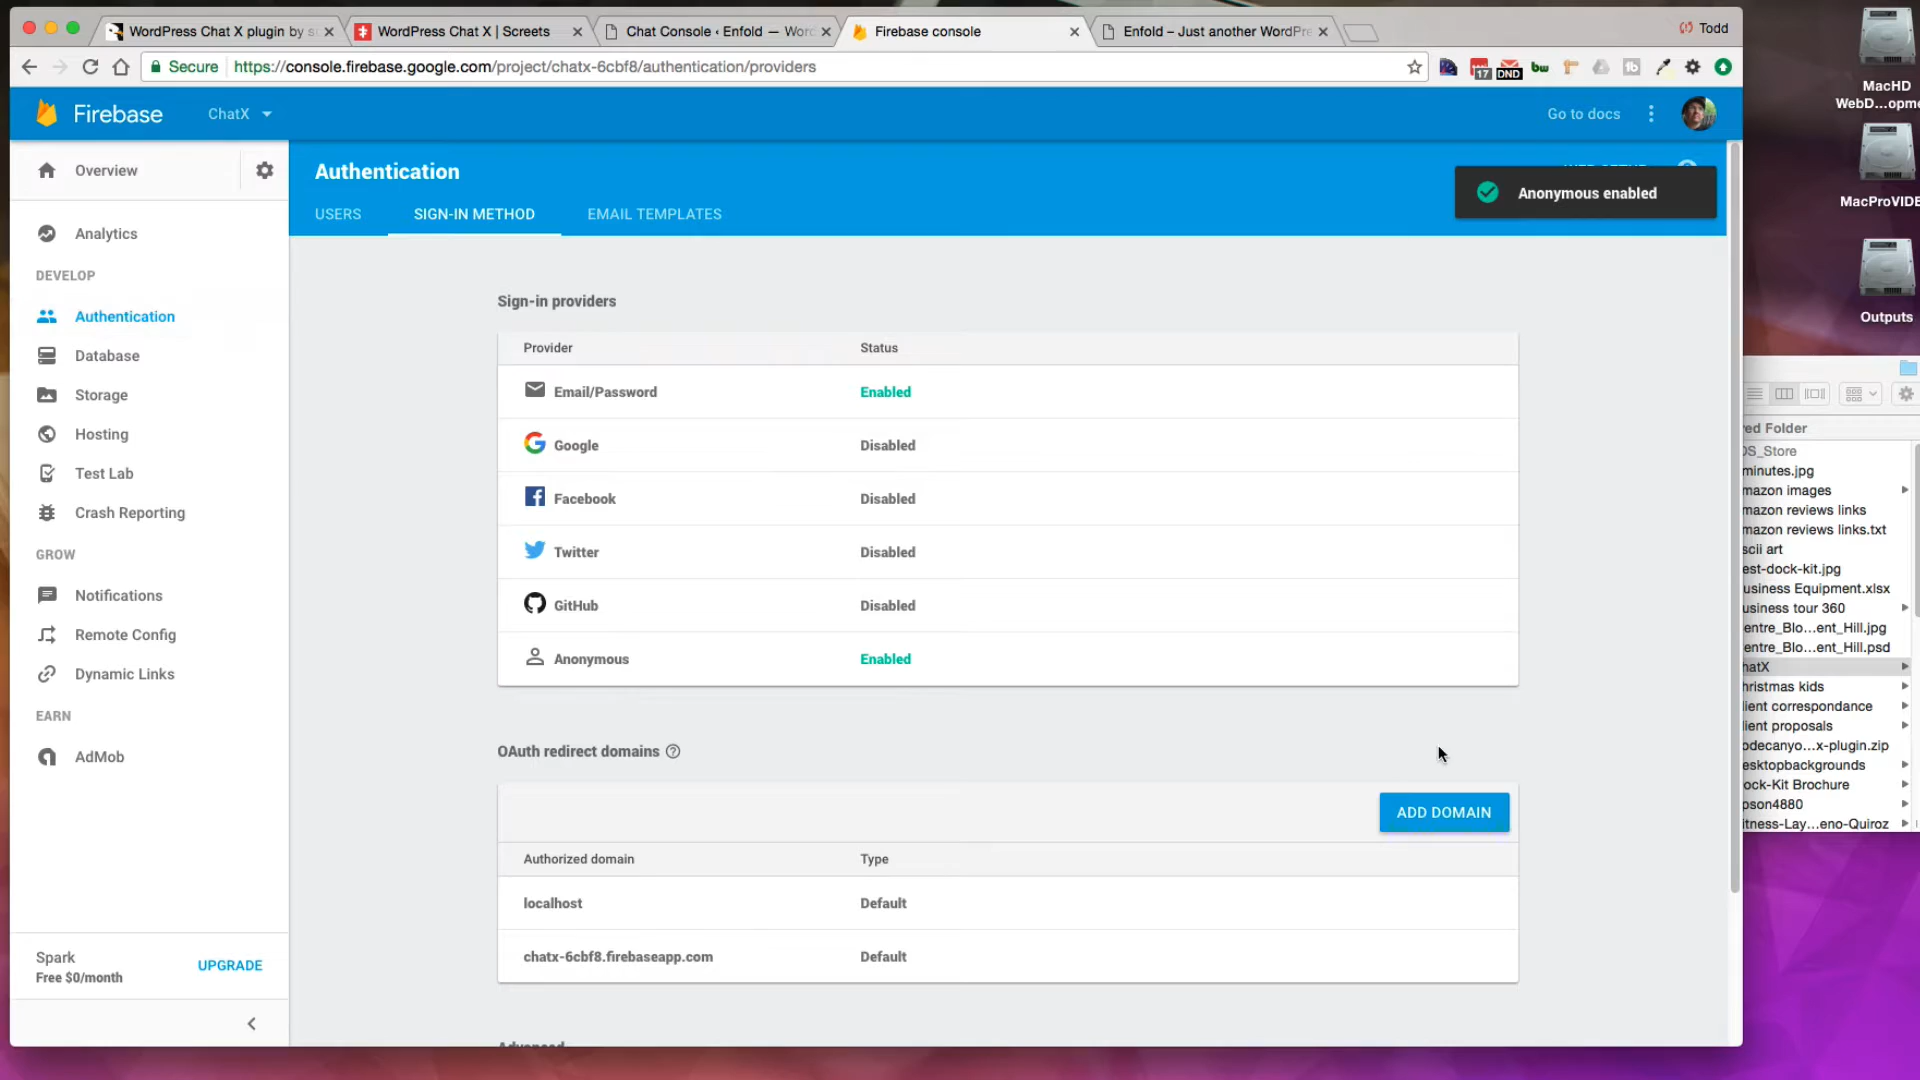 WordPress Chat X plugin by s
WordPress Chat X | Screets
Chat Console ‹ Enfold — Wor
Firebase console
Enfold – Just another WordPr
Todd
Secure
https://console.firebase.google.com/project/chatx-6cbf8/authentication/providers
17
DND
bw
MacHD
WebD...opme
Firebase
ChatX
Go to docs
Overview
Authentication
Anonymous enabled
MacProVIDE
USERS
SIGN-IN METHOD
EMAIL TEMPLATES
Analytics
DEVELOP
Authentication
Database
Storage
Hosting
Test Lab
Crash Reporting
GROW
Notifications
Remote Config
Dynamic Links
EARN
AdMob
Spark
Free $0/month
UPGRADE
Sign-in providers
Provider
Status
Email/Password
Enabled
Google
Disabled
Facebook
Disabled
Twitter
Disabled
GitHub
Disabled
Anonymous
Enabled
OAuth redirect domains
ADD DOMAIN
Authorized domain
Type
localhost
Default
chatx-6cbf8.firebaseapp.com
Default
Outputs
red Folder
DS_Store
minutes.jpg
mazon images
mazon reviews links
mazon reviews links.txt
scii art
est-dock-kit.jpg
usiness Equipment.xlsx
usiness tour 360
entre_Blo...ent_Hill.jpg
entre_Blo...ent_Hill.psd
hatX
hristmas kids
lient correspondance
lient proposals
odecanyo...x-plugin.zip
esktopbackgrounds
ock-Kit Brochure
pson4880
itness-Lay...eno-Quiroz